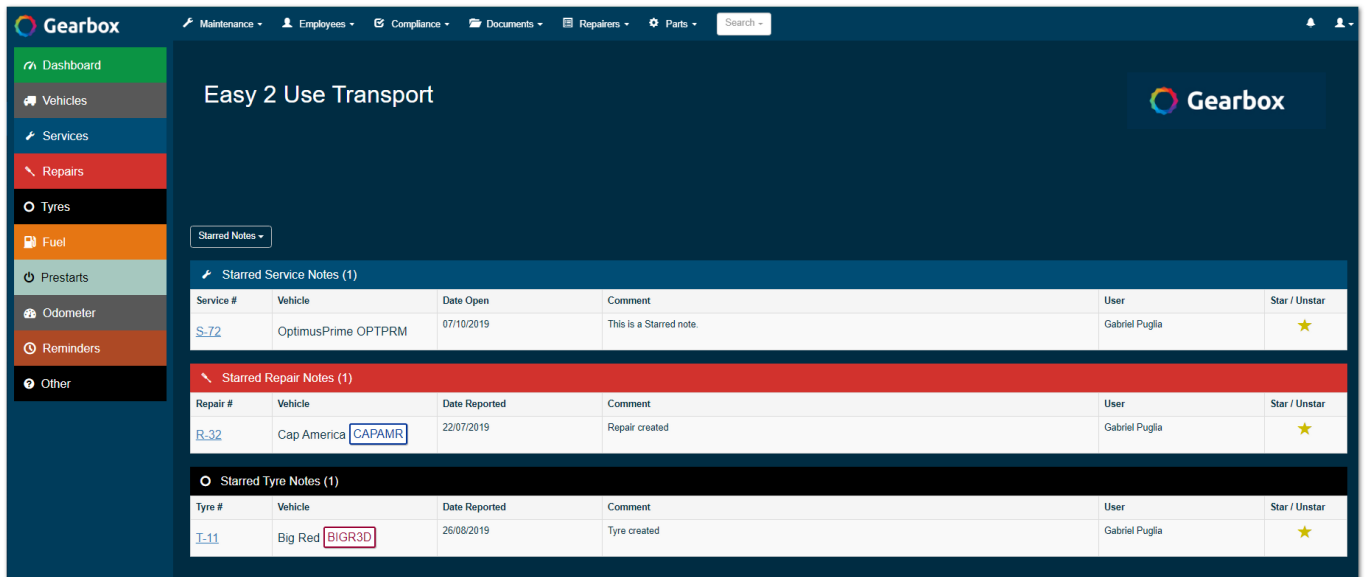 Gearbox
Maintenance Employees Compliance Documents Repairers Parts Search
Dashboard
Vehicles
Services
Repairs
Tyres
Fuel
Prestarts
Odometer
Reminders
Other
Easy 2 Use Transport
Gearbox
Starred Notes
Starred Service Notes (1)
Service # Vehicle Date Open Comment User Star / Unstar
S-72 OptimusPrime OPTPRM 07/10/2019 This is a Starred note. Gabriel Puglia
Starred Repair Notes (1)
Repair # Vehicle Date Reported Comment User Star / Unstar
R-32 Cap America CAPAMR 22/07/2019 Repair created Gabriel Puglia
Starred Tyre Notes (1)
Tyre # Vehicle Date Reported Comment User Star / Unstar
T-11 Big Red BIGR3D 26/08/2019 Tyre created Gabriel Puglia